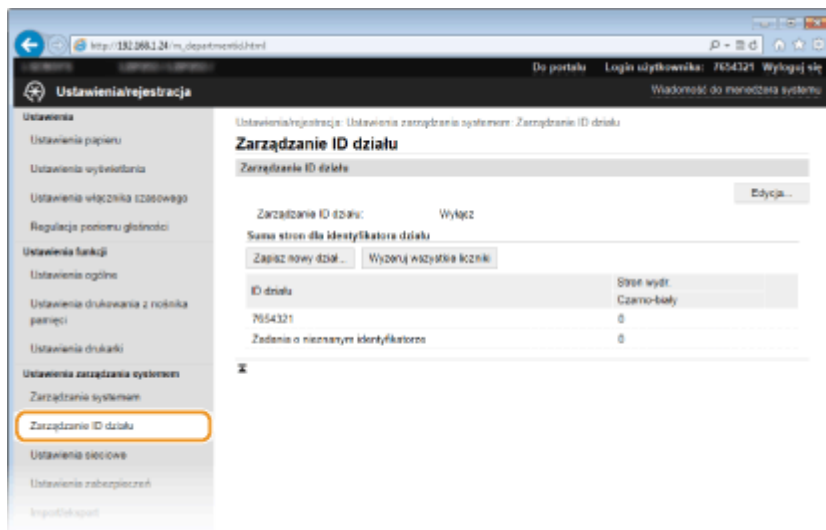 http://192.168.1.24/m_departmentid.html
Do portalu Login użytkownika: 7654321 Wyloguj się
Ustawienia/rejestracja
Wiadomość do menedżera systemu
Ustawienia
Ustawienia papieru
Ustawienia wyświetlania
Ustawienia włącznika czasowego
Regulacja poziomu głośności
Ustawienia funkcji
Ustawienia ogólne
Ustawienia drukowania z nośnika
pamięci
Ustawienia drukarki
Ustawienia zarządzania systemem
Zarządzanie systemem
Zarządzanie ID działu
Ustawienia sieciowe
Ustawienia zabezpieczeń
Import/eksport
Ustawienia/rejestracja: Ustawienia zarządzania systemem: Zarządzanie ID działu
Zarządzanie ID działu
Zarządzanie ID działu
Edycja...
Zarządzanie ID działu: Wyłącz
Suma stron dla identyfikatora działu
Zapisz nowy dział... Wyzeruj wszystkie liczniki
ID działu
Stron wydr.
Czarno-biały
7654321 0
Zadania o nieznanym identyfikatorze 0